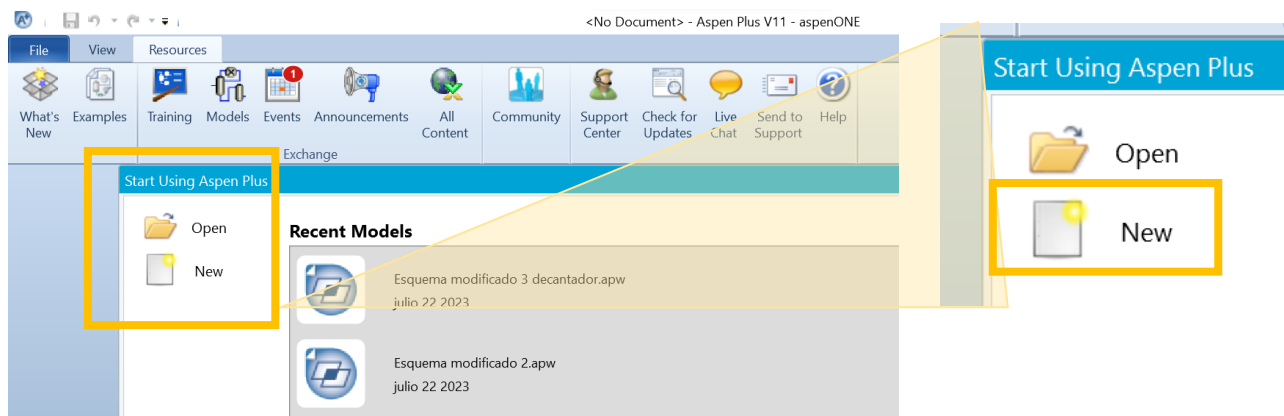 <No Document> - Aspen Plus V11 - aspenONE
File View Resources
What's New
Examples
Training
Models
Events
1
Announcements
All Content
Community
Support Center
Check for Updates
Live Chat
Send to Support
Help
Exchange
Start Using Aspen Plus
Open
New
Recent Models
Esquema modificado 3 decantador.apw
julio 22 2023
Esquema modificado 2.apw
julio 22 2023
Start Using Aspen Plus
Open
New